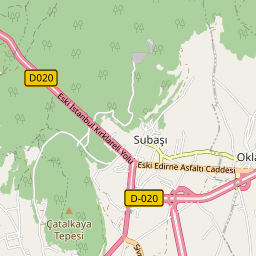 D020
Eski İstanbul Kırklareli Yolu
Subaşı
Eski Edirne Asfaltı Caddesi
Okla
D-020
Çatalkaya
Tepesi